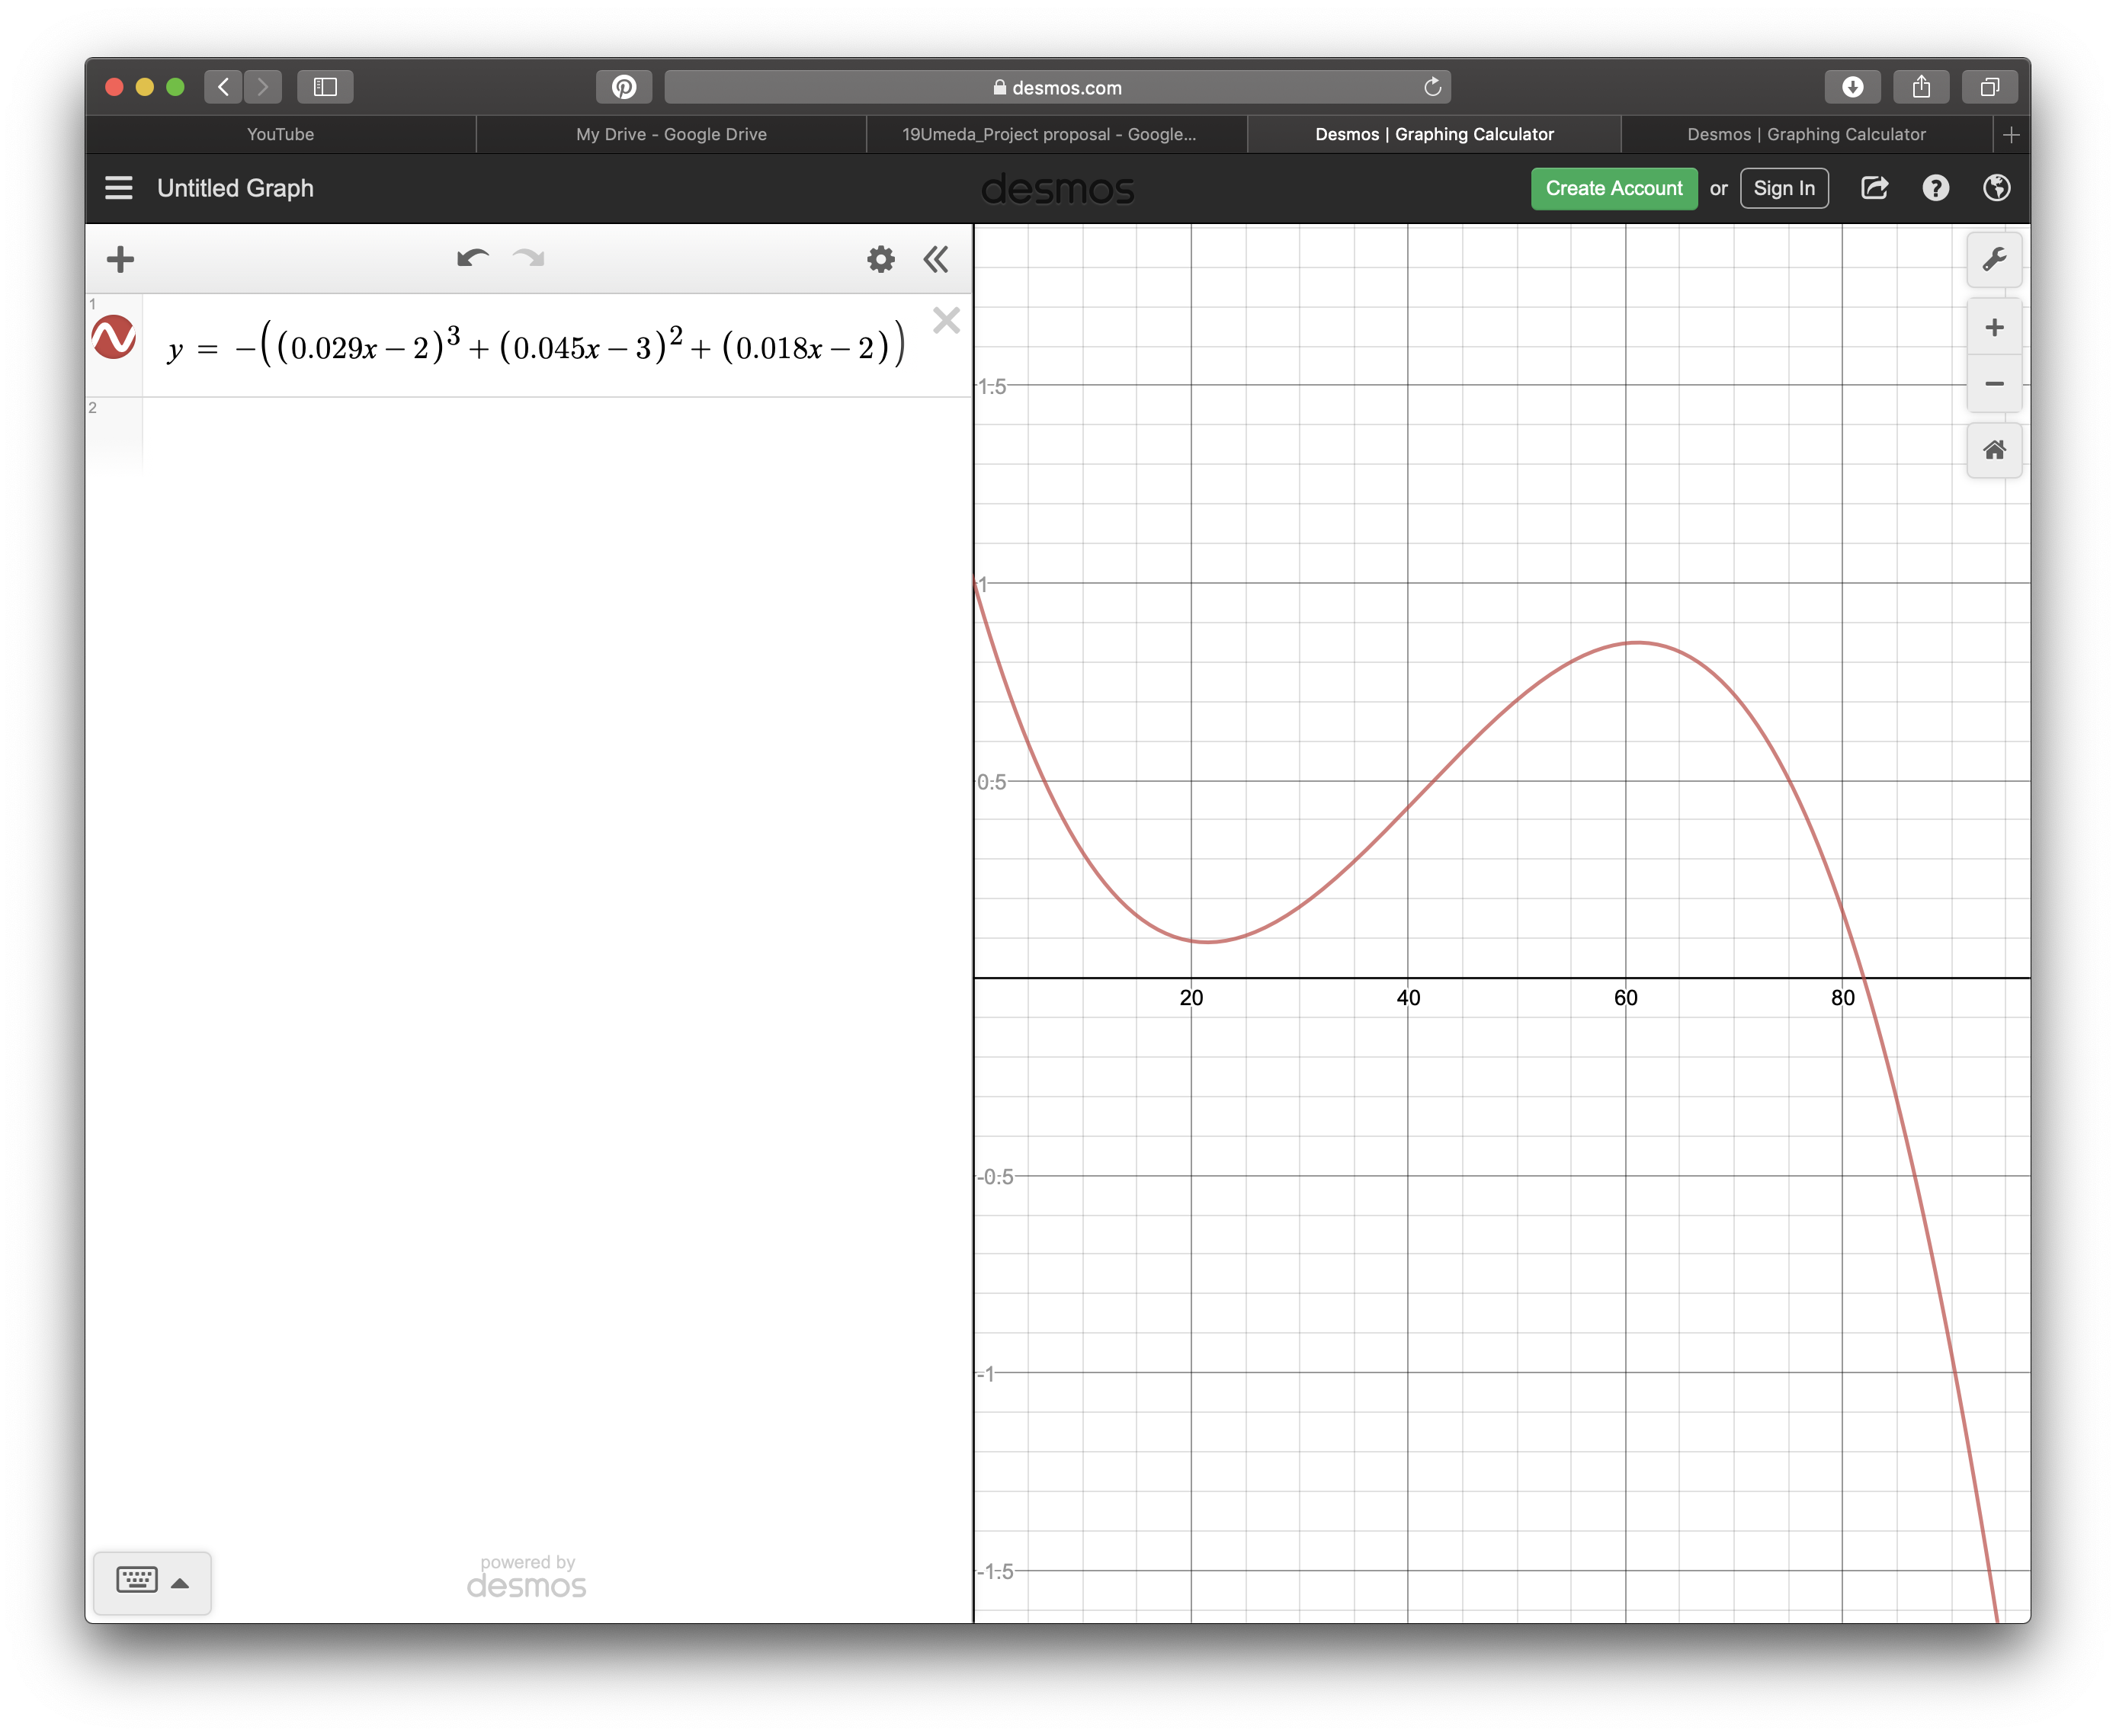 desmos.com
YouTube
My Drive - Google Drive
19Umeda_Project proposal - Google...
Desmos | Graphing Calculator
Desmos | Graphing Calculator
Untitled Graph
desmos
Create Account or Sign In
1
y = −((0.029x − 2)³ + (0.045x − 3)² + (0.018x − 2))
2
1.5
1
0.5
20 40 60 80
-0.5
-1
-1.5
powered by
desmos